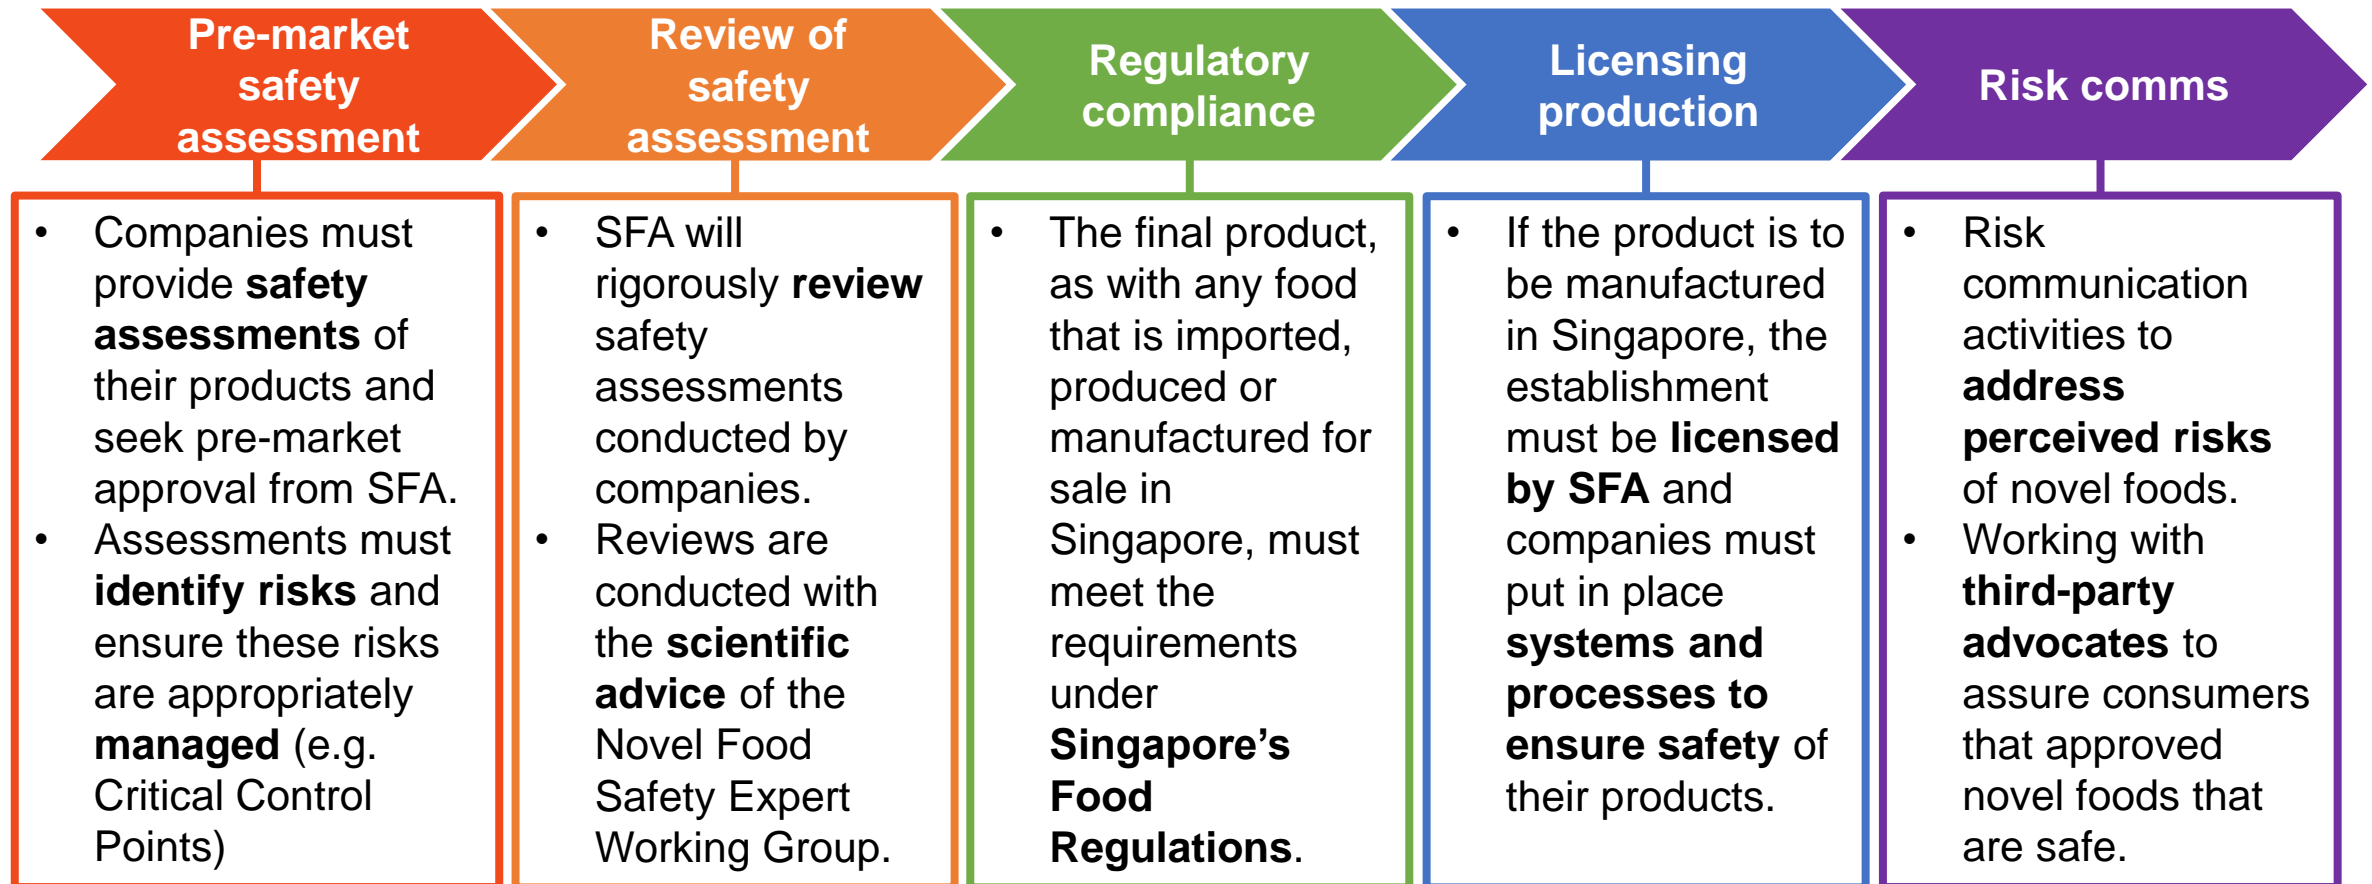 Pre-market
safety
assessment
Review of
safety
assessment
Regulatory
compliance
Licensing
production
Risk comms
• Companies must
provide safety
assessments of
their products and
seek pre-market
approval from SFA.
• Assessments must
identify risks and
ensure these risks
are appropriately
managed (e.g.
Critical Control
Points)
• SFA will
rigorously review
safety
assessments
conducted by
companies.
• Reviews are
conducted with
the scientific
advice of the
Novel Food
Safety Expert
Working Group.
• The final product,
as with any food
that is imported,
produced or
manufactured for
sale in
Singapore, must
meet the
requirements
under
Singapore’s
Food
Regulations.
• If the product is to
be manufactured
in Singapore, the
establishment
must be licensed
by SFA and
companies must
put in place
systems and
processes to
ensure safety of
their products.
• Risk
communication
activities to
address
perceived risks
of novel foods.
• Working with
third-party
advocates to
assure consumers
that approved
novel foods that
are safe.